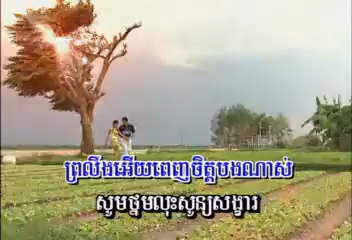 ព្រលឹងអើយពេញចិត្តបងណាស់
សូមថ្នមលុះសូន្យសង្ខារ